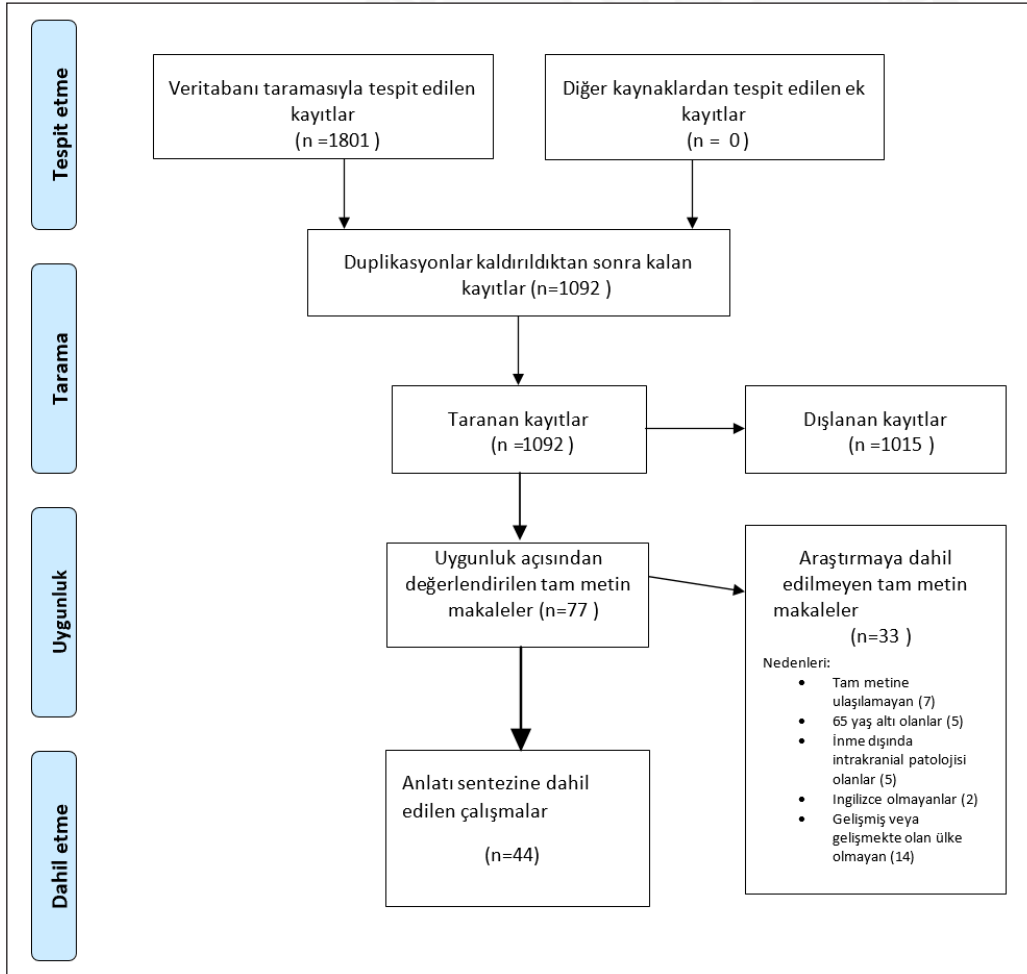 Tespit etme
Veritabanı taramasıyla tespit edilen
kayıtlar
(n =1801 )
Diğer kaynaklardan tespit edilen ek
kayıtlar
(n = 0 )
Duplikasyonlar kaldırıldıktan sonra kalan
kayıtlar (n=1092 )
Tarama
Taranan kayıtlar
(n =1092 )
Dışlanan kayıtlar
(n =1015 )
Uygunluk
Uygunluk açısından
değerlendirilen tam metin
makaleler (n=77 )
Araştırmaya dahil
edilmeyen tam metin
makaleler
(n=33 )
Nedenleri:
• Tam metine
ulaşılamayan (7)
• 65 yaş altı olanlar (5)
• İnme dışında
intrakranial patolojisi
olanlar (5)
• Ingilizce olmayanlar (2)
• Gelişmiş veya
gelişmekte olan ülke
olmayan (14)
Dahil etme
Anlatı sentezine dahil
edilen çalışmalar
(n=44)